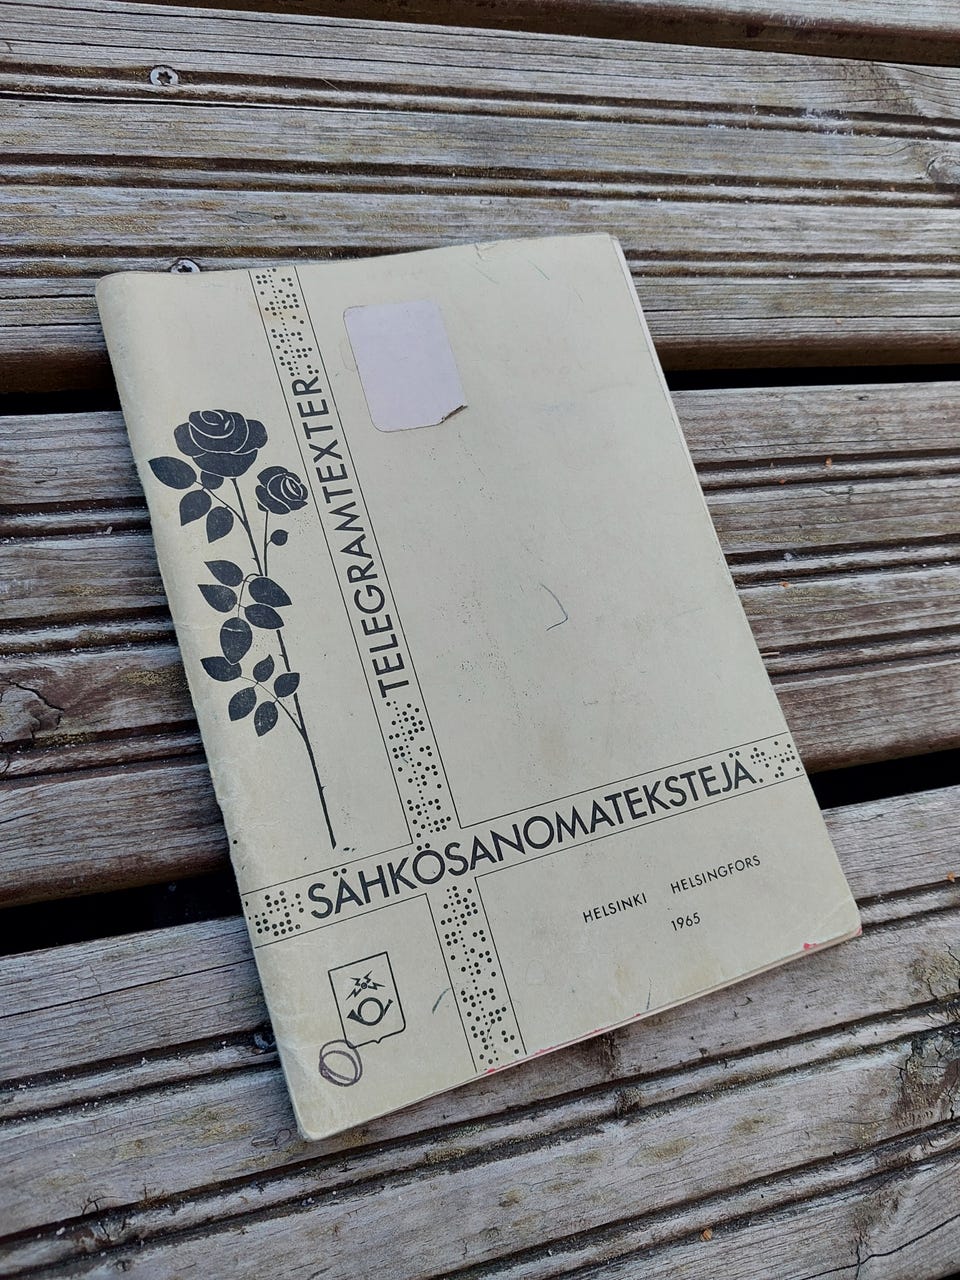 TELEGRAMTEXTER
SÄHKÖSANOMATEKSTEJÄ
HELSINKI HELSINGFORS
1965